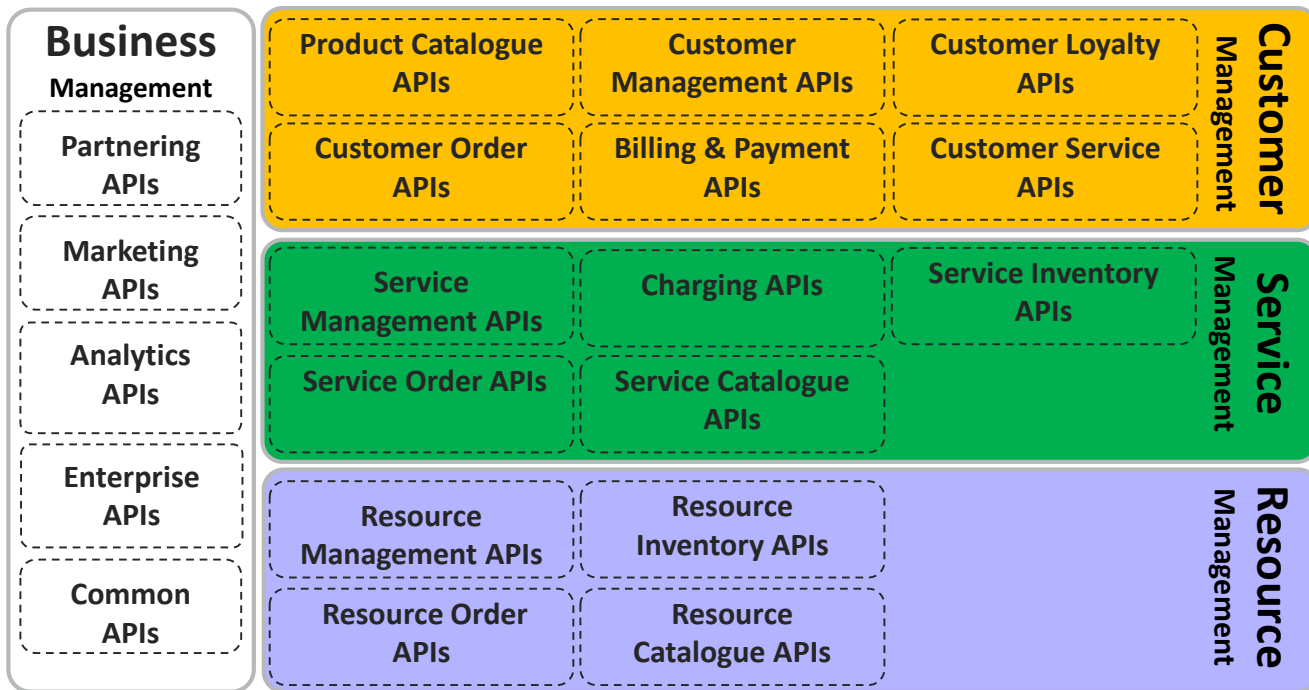 Business
Management
Partnering
APIs
Marketing
APIs
Analytics
APIs
Enterprise
APIs
Common
APIs
Product Catalogue
APIs
Customer
Management APIs
Customer Loyalty
APIs
Customer Order
APIs
Billing & Payment
APIs
Customer Service
APIs
Customer
Management
Service
Management APIs
Charging APIs
Service Inventory
APIs
Service Order APIs
Service Catalogue
APIs
Service
Management
Resource
Management APIs
Resource
Inventory APIs
Resource Order
APIs
Resource
Catalogue APIs
Resource
Management